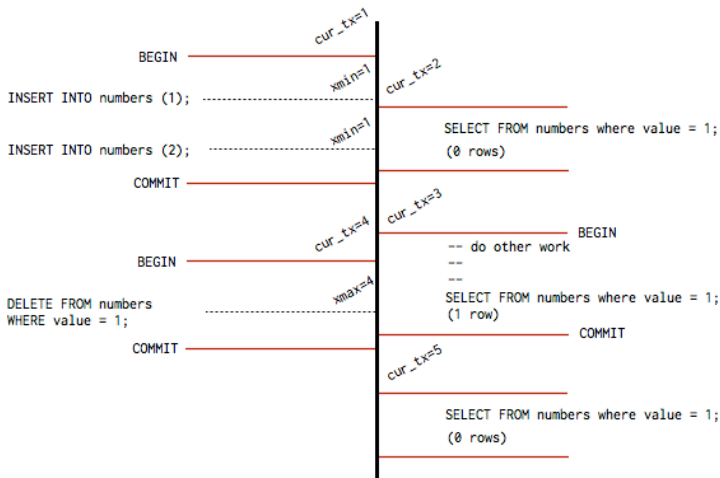 cur_tx=1
BEGIN
xmin=1
cur_tx=2
INSERT INTO numbers (1);
xmin=1
SELECT FROM numbers where value = 1;
INSERT INTO numbers (2);
(0 rows)
COMMIT
cur_tx=4
cur_tx=3
BEGIN
-- do other work
BEGIN
--
--
xmax=4
DELETE FROM numbers
WHERE value = 1;
SELECT FROM numbers where value = 1;
(1 row)
COMMIT
COMMIT
cur_tx=5
SELECT FROM numbers where value = 1;
(0 rows)